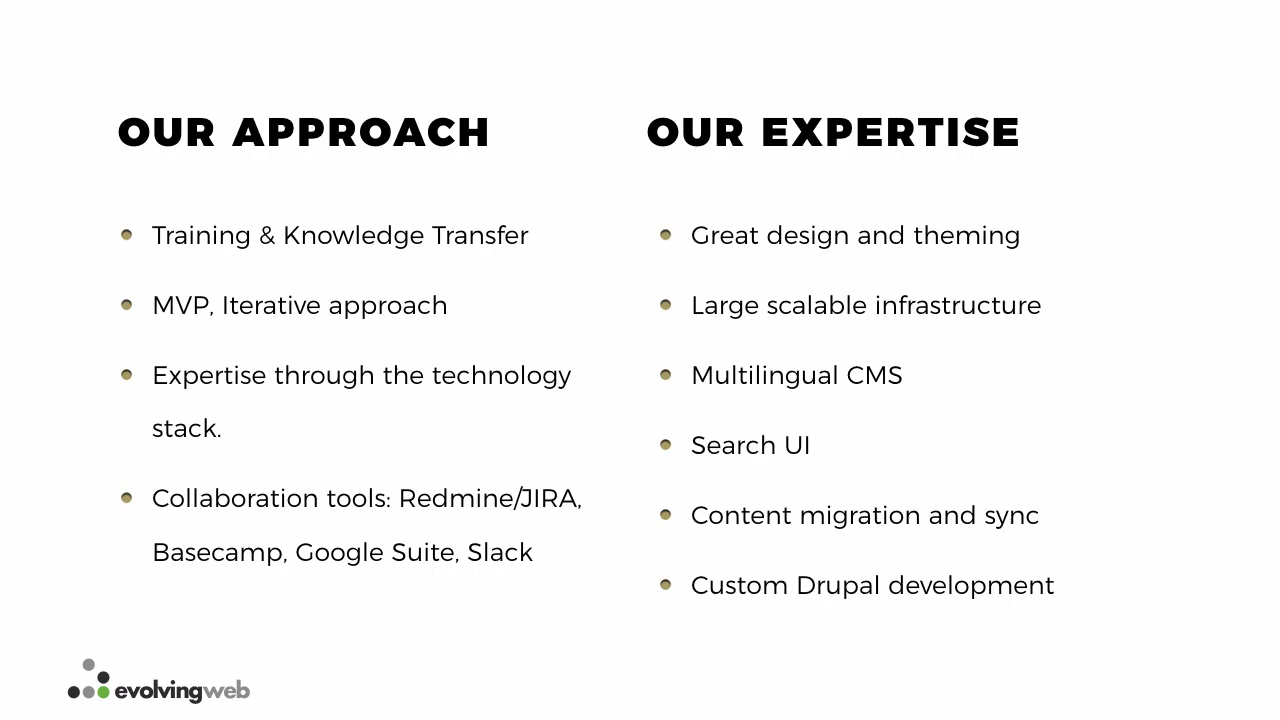 OUR APPROACH
Training & Knowledge Transfer
MVP, Iterative approach
Expertise through the technology
stack.
Collaboration tools: Redmine/JIRA,
Basecamp, Google Suite, Slack
OUR EXPERTISE
Great design and theming
Large scalable infrastructure
Multilingual CMS
Search UI
Content migration and sync
Custom Drupal development
evolvingweb